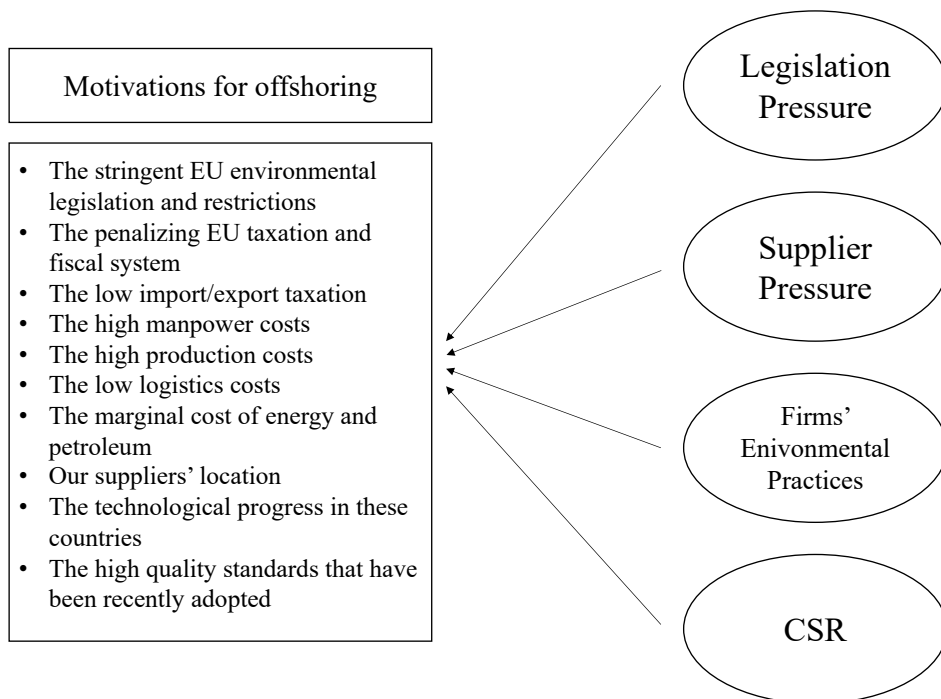 Motivations for offshoring
• The stringent EU environmental
legislation and restrictions
• The penalizing EU taxation and
fiscal system
• The low import/export taxation
• The high manpower costs
• The high production costs
• The low logistics costs
• The marginal cost of energy and
petroleum
• Our suppliers’ location
• The technological progress in these
countries
• The high quality standards that have
been recently adopted
Legislation
Pressure
Supplier
Pressure
Firms’
Enivonmental
Practices
CSR